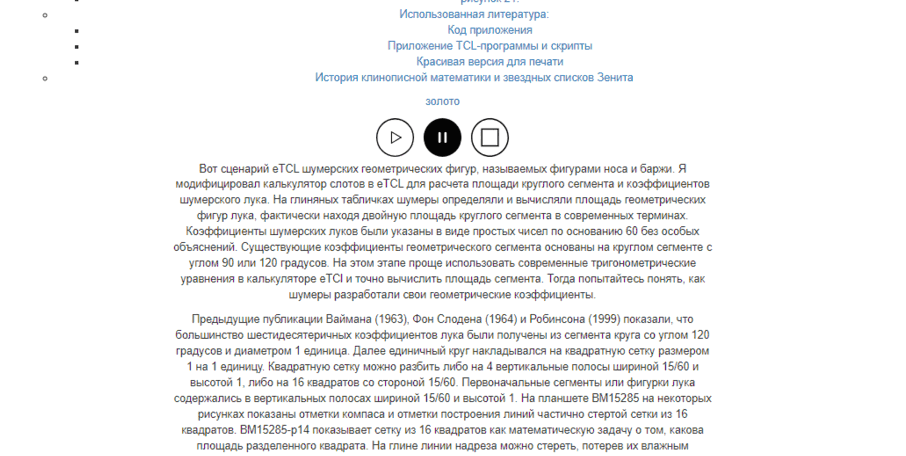 рисунок 21.
Использованная литература:
Код приложения
Приложение TCL-программы и скрипты
Красивая версия для печати
История клинописной математики и звездных списков Зенита
золото
Вот сценарий eTCL шумерских геометрических фигур, называемых фигурами носа и баржи. Я
модифицировал калькулятор слотов в eTCL для расчета площади круглого сегмента и коэффициентов
шумерского лука. На глиняных табличках шумеры определяли и вычисляли площадь геометрических
фигур лука, фактически находя двойную площадь круглого сегмента в современных терминах.
Коэффициенты шумерских луков были указаны в виде простых чисел по основанию 60 без особых
объяснений. Существующие коэффициенты геометрического сегмента основаны на круглом сегменте с
углом 90 или 120 градусов. На этом этапе проще использовать современные тригонометрические
уравнения в калькуляторе eTCl и точно вычислить площадь сегмента. Тогда попытайтесь понять, как
шумеры разработали свои геометрические коэффициенты.
Предыдущие публикации Ваймана (1963), Фон Слодена (1964) и Робинсона (1999) показали, что
большинство шестидесятеричных коэффициентов лука были получены из сегмента круга со углом 120
градусов и диаметром 1 единица. Далее единичный круг накладывался на квадратную сетку размером
1 на 1 единицу. Квадратную сетку можно разбить либо на 4 вертикальные полосы шириной 15/60 и
высотой 1, либо на 16 квадратов со стороной 15/60. Первоначальные сегменты или фигурки лука
содержались в вертикальных полосах шириной 15/60 и высотой 1. На планшете BM15285 на некоторых
рисунках показаны отметки компаса и отметки построения линий частично стертой сетки из 16
квадратов. BM15285-p14 показывает сетку из 16 квадратов как математическую задачу о том, какова
площадь разделенного квадрата. На глине линии надреза можно стереть, потерев их влажным